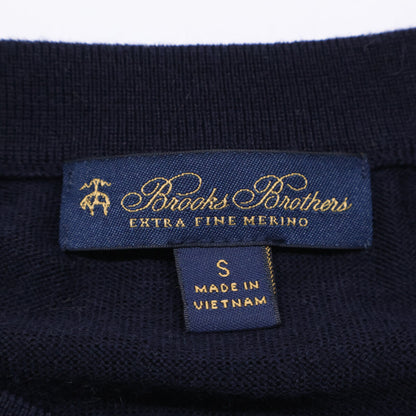 Brooks Brothers
EXTRA FINE MERINO
S
MADE IN
VIETNAM